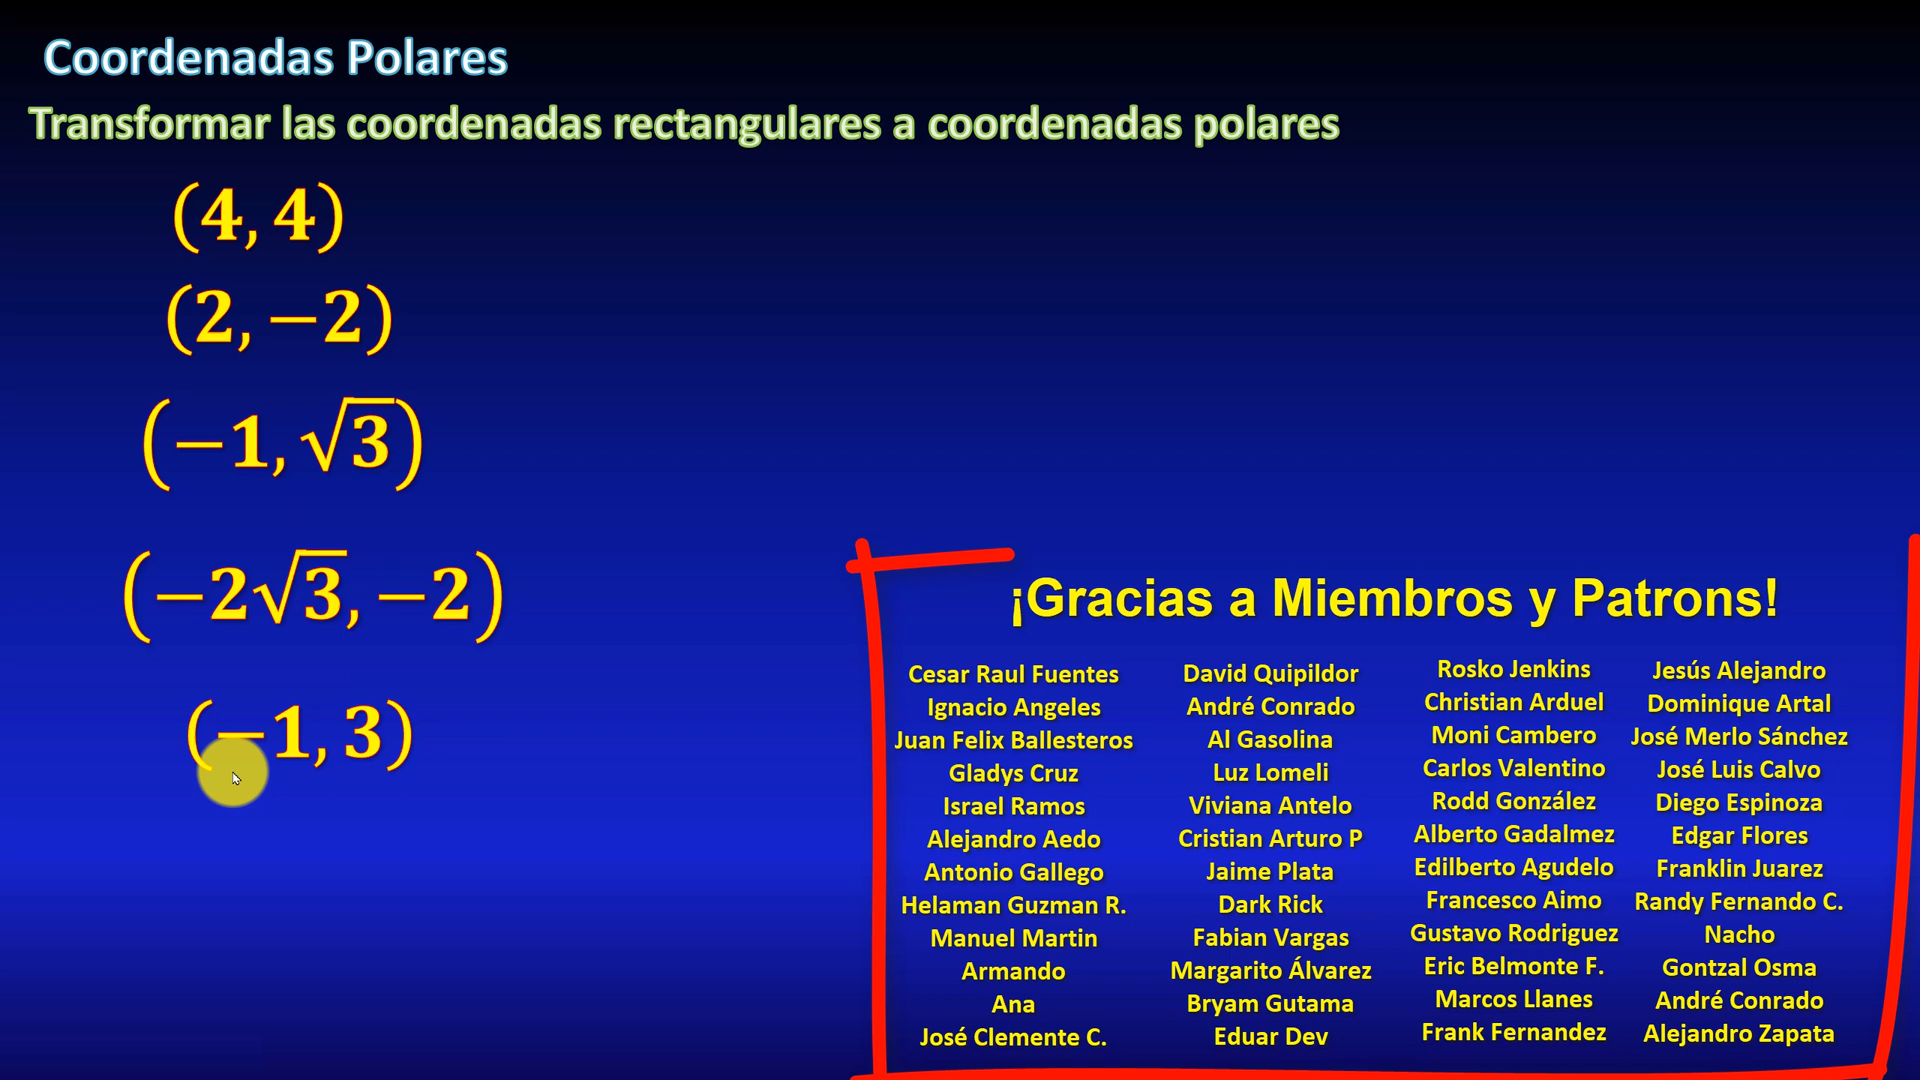 Coordenadas Polares
Transformar las coordenadas rectangulares a coordenadas polares
(4, 4)
(2, −2)
(−1, √3)
(−2√3, −2)
(−1, 3)
¡Gracias a Miembros y Patrons!
Cesar Raul Fuentes
Ignacio Angeles
Juan Felix Ballesteros
Gladys Cruz
Israel Ramos
Alejandro Aedo
Antonio Gallego
Helaman Guzman R.
Manuel Martin
Armando
Ana
José Clemente C.
David Quipildor
André Conrado
Al Gasolina
Luz Lomeli
Viviana Antelo
Cristian Arturo P
Jaime Plata
Dark Rick
Fabian Vargas
Margarito Álvarez
Bryam Gutama
Eduar Dev
Rosko Jenkins
Christian Arduel
Moni Cambero
Carlos Valentino
Rodd González
Alberto Gadalmez
Edilberto Agudelo
Francesco Aimo
Gustavo Rodriguez
Eric Belmonte F.
Marcos Llanes
Frank Fernandez
Jesús Alejandro
Dominique Artal
José Merlo Sánchez
José Luis Calvo
Diego Espinoza
Edgar Flores
Franklin Juarez
Randy Fernando C.
Nacho
Gontzal Osma
André Conrado
Alejandro Zapata